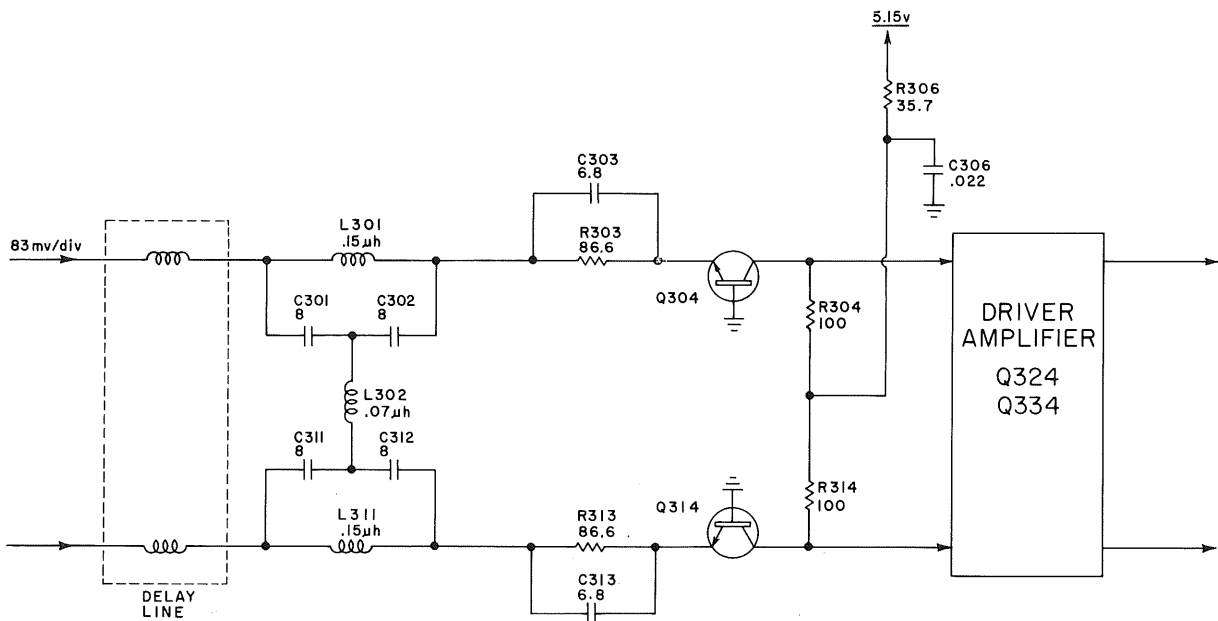 5.15v
R306
35.7
C306
.022
C303
6.8
83mv/div
L301
.15µh
R303
86.6
Q304
C301
8
C302
8
R304
100
DRIVER
AMPLIFIER
Q324
Q334
L302
.07µh
C311
8
C312
8
L311
.15µh
R313
86.6
Q314
R314
100
C313
6.8
DELAY
LINE